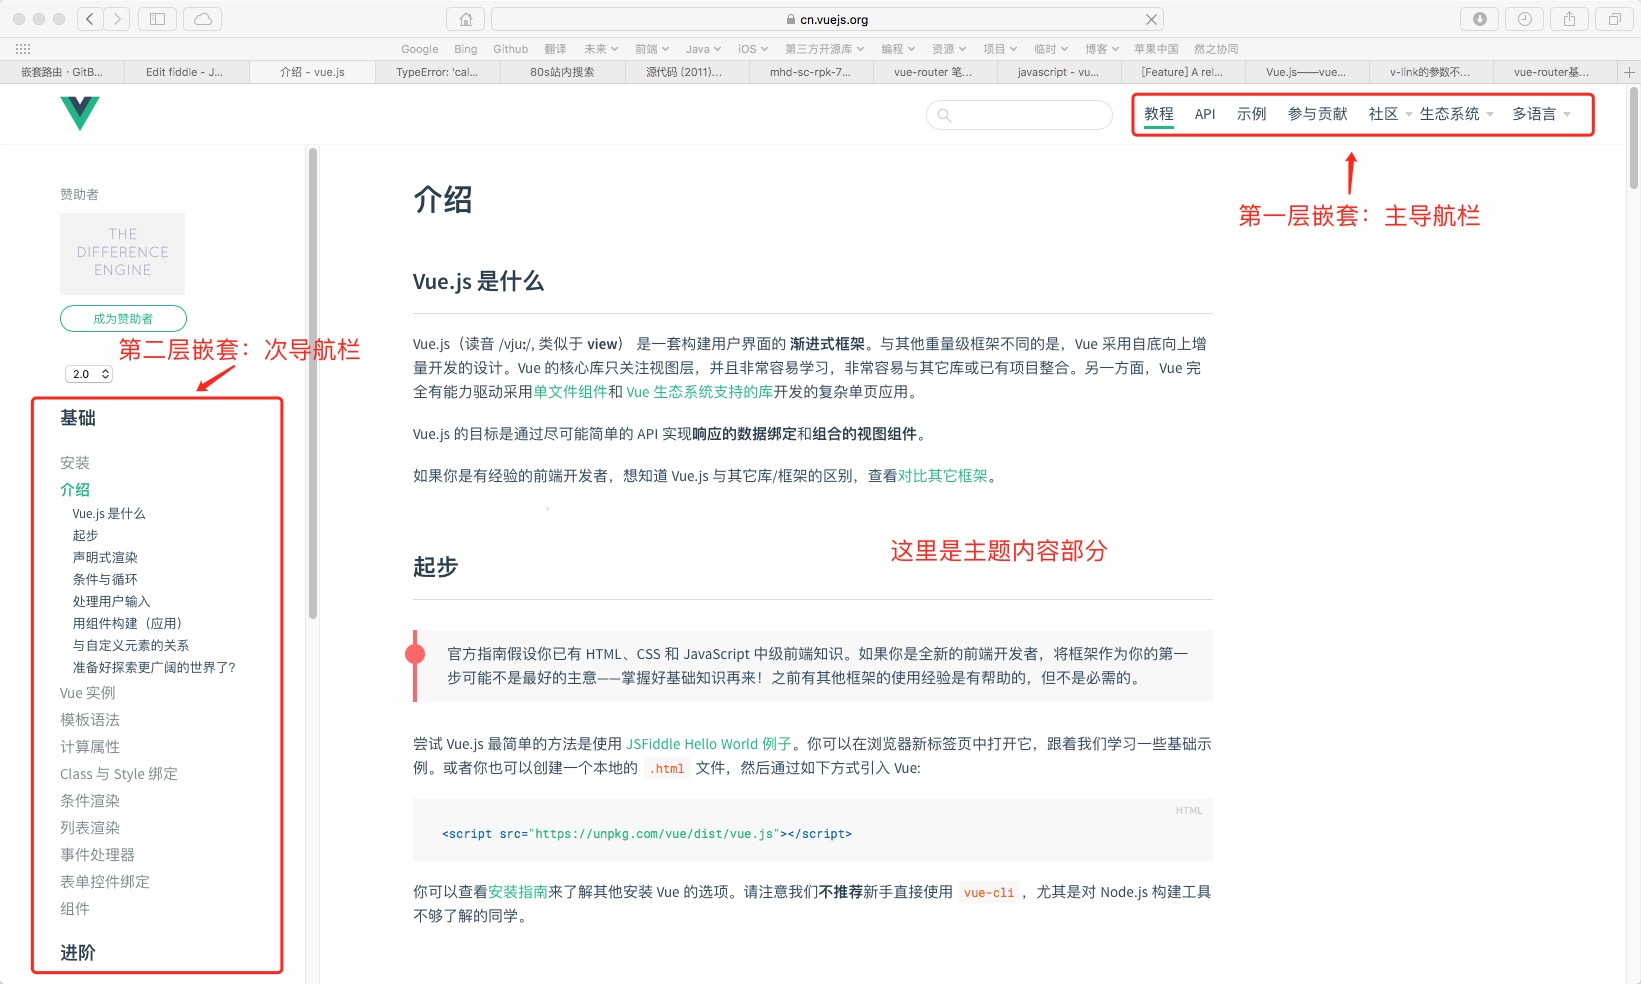 cn.vuejs.org
Google Bing Github 翻译 未来 前端 Java iOS 第三方开源库 编程 资源 项目 临时 博客 苹果中国 然之协同
嵌套路由 · GitB... Edit fiddle - J... 介绍 - vue.js TypeError: 'cal... 80s站内搜索 源代码 (2011)... mhd-sc-rpk-7... vue-router 笔... javascript - vu... [Feature] A rei... Vue.js——vue... v-link的参数不... vue-router基...
教程 API 示例 参与贡献 社区 生态系统 多语言
第一层嵌套：主导航栏
赞助者
THE
DIFFERENCE
ENGINE
成为赞助者
第二层嵌套：次导航栏
2.0
基础
安装
介绍
Vue.js 是什么
起步
声明式渲染
条件与循环
处理用户输入
用组件构建（应用）
与自定义元素的关系
准备好探索更广阔的世界了？
Vue 实例
模板语法
计算属性
Class 与 Style 绑定
条件渲染
列表渲染
事件处理器
表单控件绑定
组件
进阶
介绍
Vue.js 是什么
Vue.js（读音 /vjuː/, 类似于 view） 是一套构建用户界面的 渐进式框架。与其他重量级框架不同的是，Vue 采用自底向上增
量开发的设计。Vue 的核心库只关注视图层，并且非常容易学习，非常容易与其它库或已有项目整合。另一方面，Vue 完
全有能力驱动采用单文件组件和 Vue 生态系统支持的库开发的复杂单页应用。
Vue.js 的目标是通过尽可能简单的 API 实现响应的数据绑定和组合的视图组件。
如果你是有经验的前端开发者，想知道 Vue.js 与其它库/框架的区别，查看对比其它框架。
这里是主题内容部分
起步
官方指南假设你已有 HTML、CSS 和 JavaScript 中级前端知识。如果你是全新的前端开发者，将框架作为你的第一
步可能不是最好的主意——掌握好基础知识再来！之前有其他框架的使用经验是有帮助的，但不是必需的。
尝试 Vue.js 最简单的方法是使用 JSFiddle Hello World 例子。你可以在浏览器新标签页中打开它，跟着我们学习一些基础示
例。或者你也可以创建一个本地的 .html 文件，然后通过如下方式引入 Vue:
HTML
<script src="https://unpkg.com/vue/dist/vue.js"></script>
你可以查看安装指南来了解其他安装 Vue 的选项。请注意我们不推荐新手直接使用 vue-cli ，尤其是对 Node.js 构建工具
不够了解的同学。